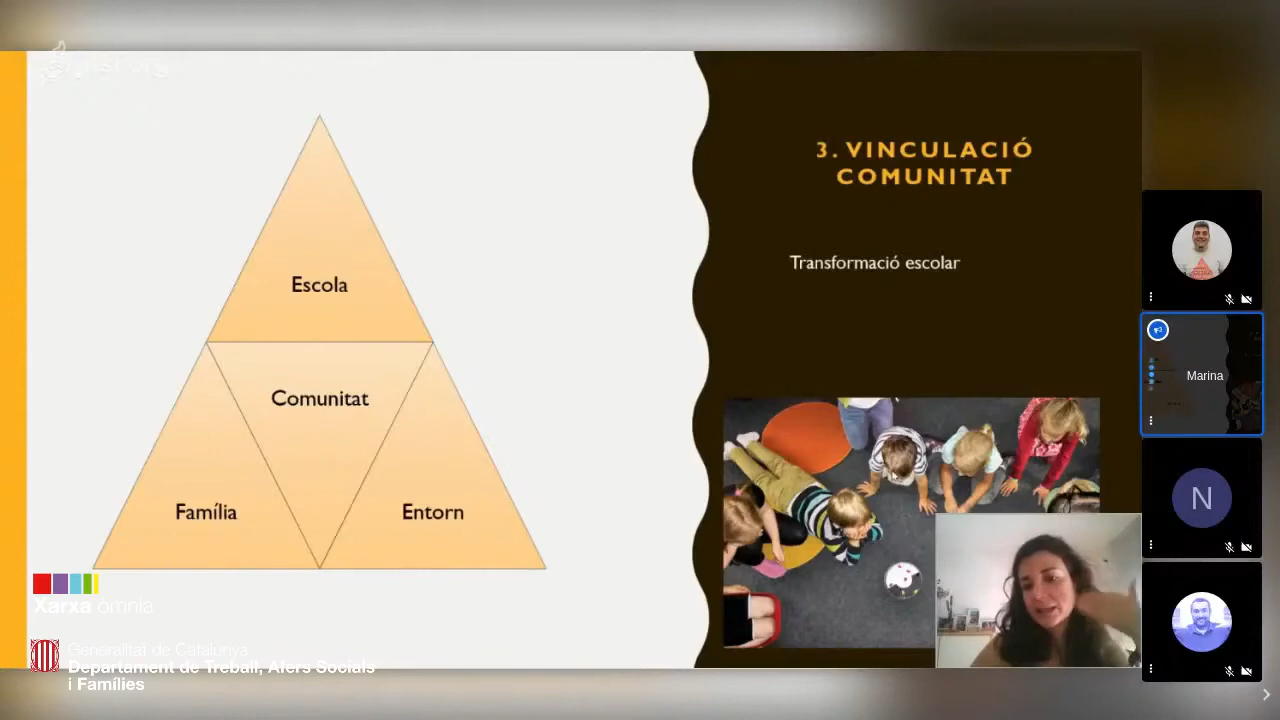 Escola
Comunitat
Família
Entorn
3. VINCULACIÓ
COMUNITAT
Transformació escolar
Marina
N
Xarxa òmnia
Generalitat de Catalunya
Departament de Treball, Afers Socials
i Famílies